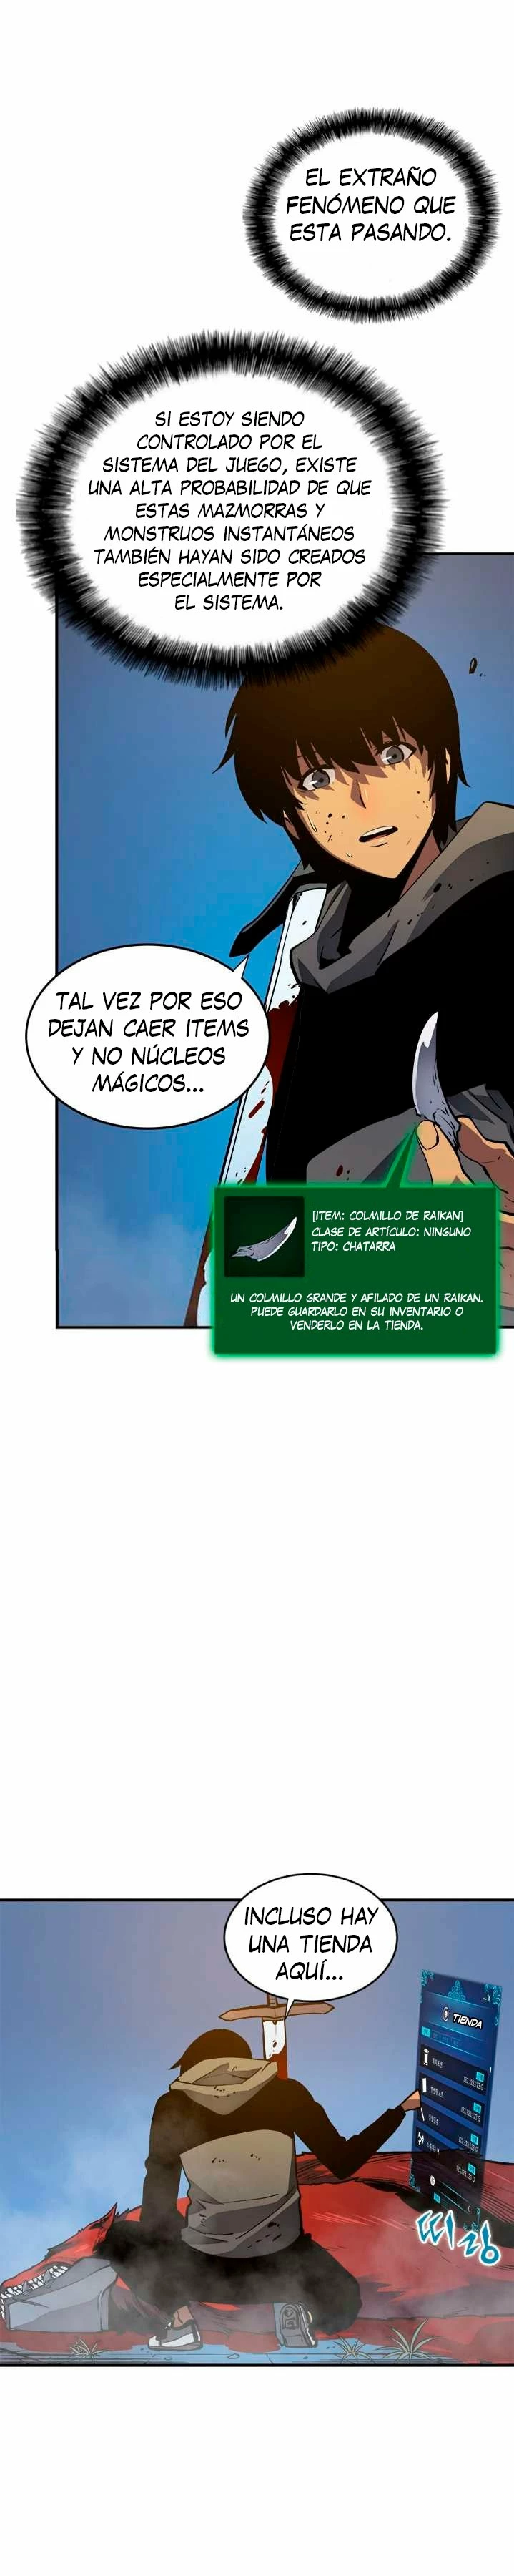 EL EXTRAÑO
FENÓMENO QUE
ESTA PASANDO.
SI ESTOY SIENDO
CONTROLADO POR EL
SISTEMA DEL JUEGO, EXISTE
UNA ALTA PROBABILIDAD DE QUE
ESTAS MAZMORRAS Y
MONSTRUOS INSTANTÁNEOS
TAMBIÉN HAYAN SIDO CREADOS
ESPECIALMENTE POR
EL SISTEMA.
TAL VEZ POR ESO
DEJAN CAER ITEMS
Y NO NÚCLEOS
MÁGICOS...
[ITEM: COLMILLO DE RAIKAN]
CLASE DE ARTÍCULO: NINGUNO
TIPO: CHATARRA
UN COLMILLO GRANDE Y AFILADO DE UN RAIKAN.
PUEDE GUARDARLO EN SU INVENTARIO O
VENDERLO EN LA TIENDA.
INCLUSO HAY
UNA TIENDA
AQUÍ...
TIENDA
띠링